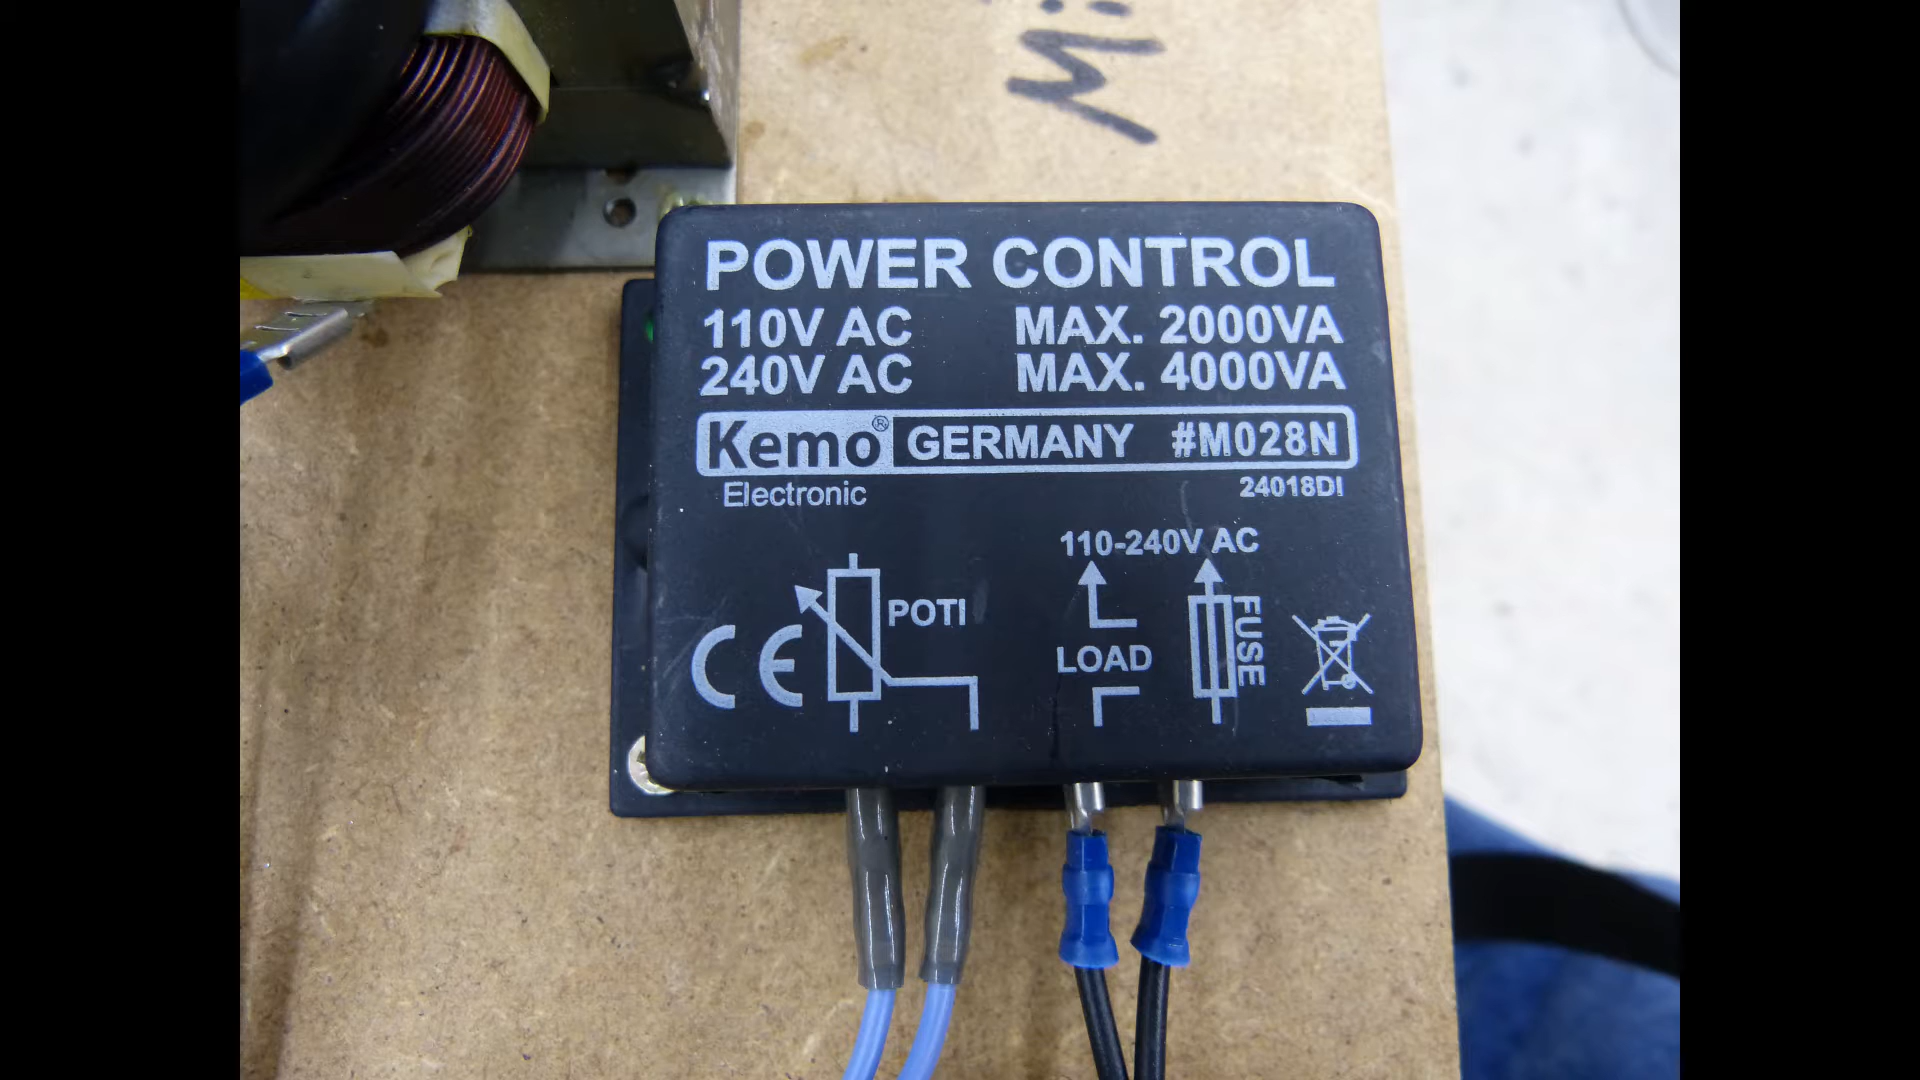 POWER CONTROL
110V AC MAX. 2000VA
240V AC MAX. 4000VA
Kemo® GERMANY #M028N
Electronic 24018DI
110-240V AC
POTI
FUSE
LOAD
CE